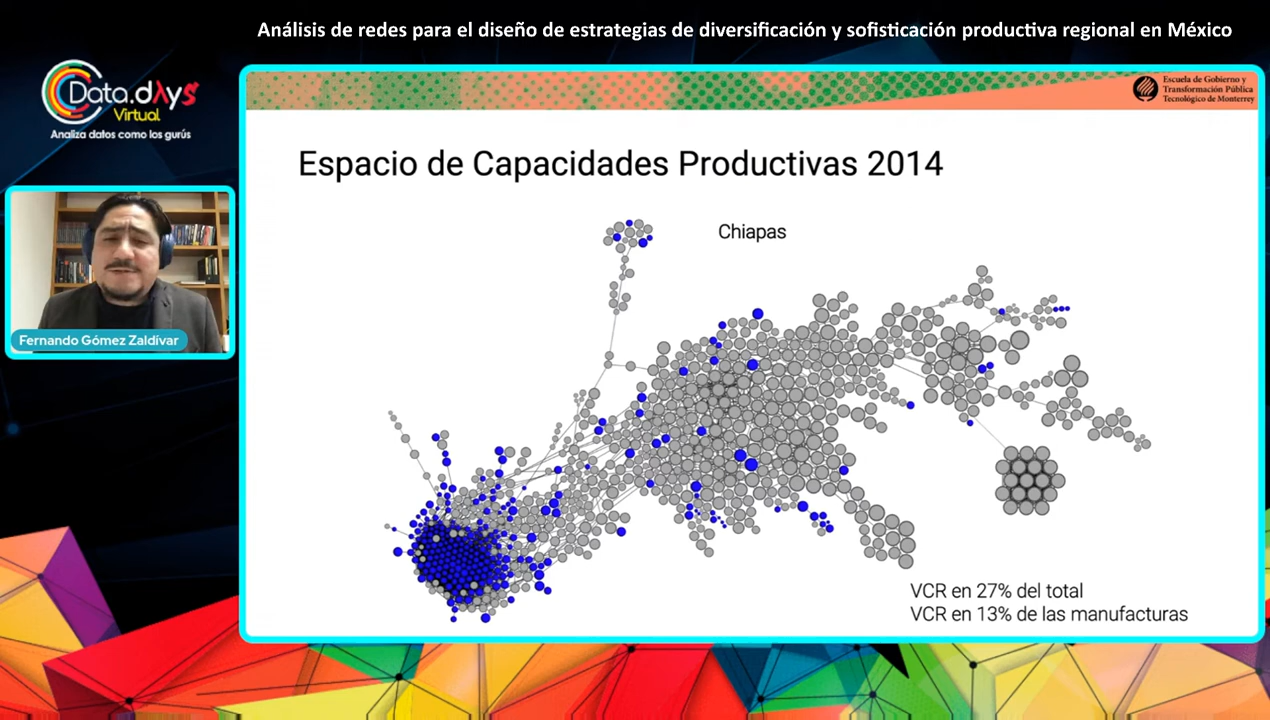 Análisis de redes para el diseño de estrategias de diversificación y sofisticación productiva regional en México
Data.dλys
Virtual
Analiza datos como los gurús
Escuela de Gobierno y
Transformación Pública
Tecnológico de Monterrey
Espacio de Capacidades Productivas 2014
Chiapas
Fernando Gómez Zaldívar
VCR en 27% del total
VCR en 13% de las manufacturas